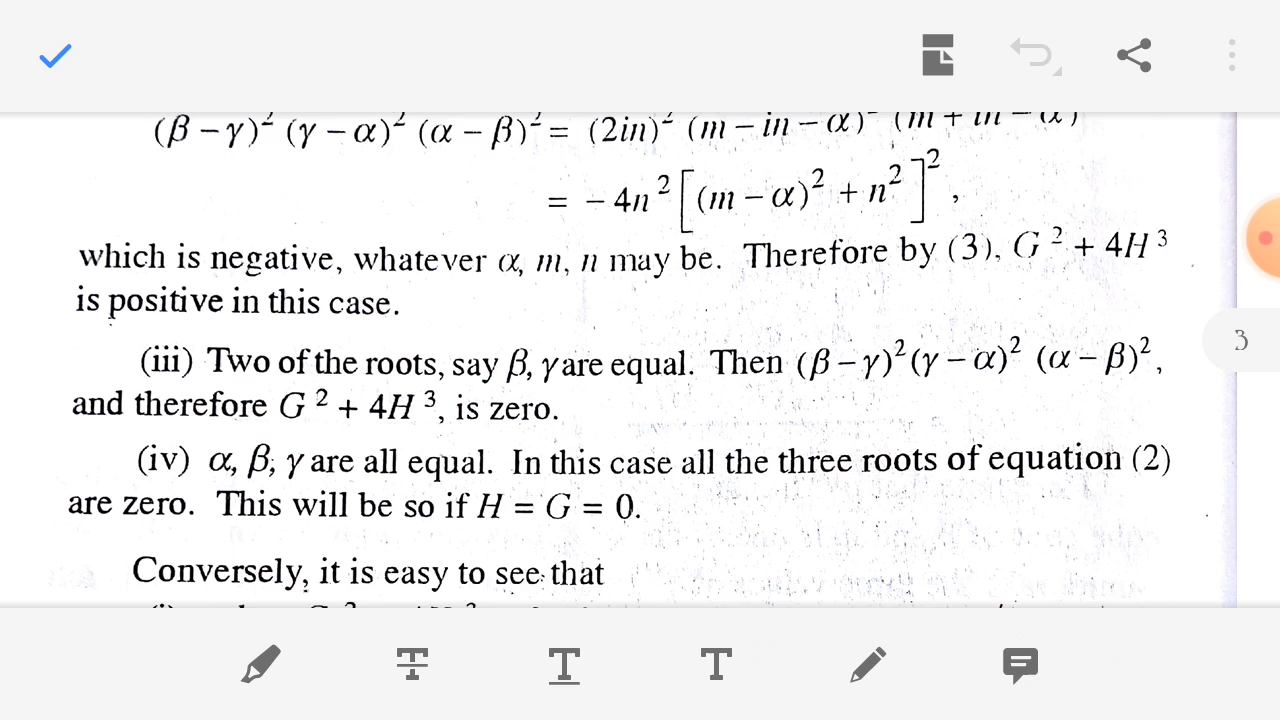 (β − γ)² (γ − α)² (α − β)² = (2in)² (m − in − α)² (m + in − α)
= − 4n² [(m − α)² + n²]²,
which is negative, whatever α, m, n may be. Therefore by (3), G² + 4H³
is positive in this case.
3
(iii) Two of the roots, say β, γ are equal. Then (β − γ)² (γ − α)² (α − β)²,
and therefore G² + 4H³, is zero.
(iv) α, β, γ are all equal. In this case all the three roots of equation (2)
are zero. This will be so if H = G = 0.
Conversely, it is easy to see that
T T T